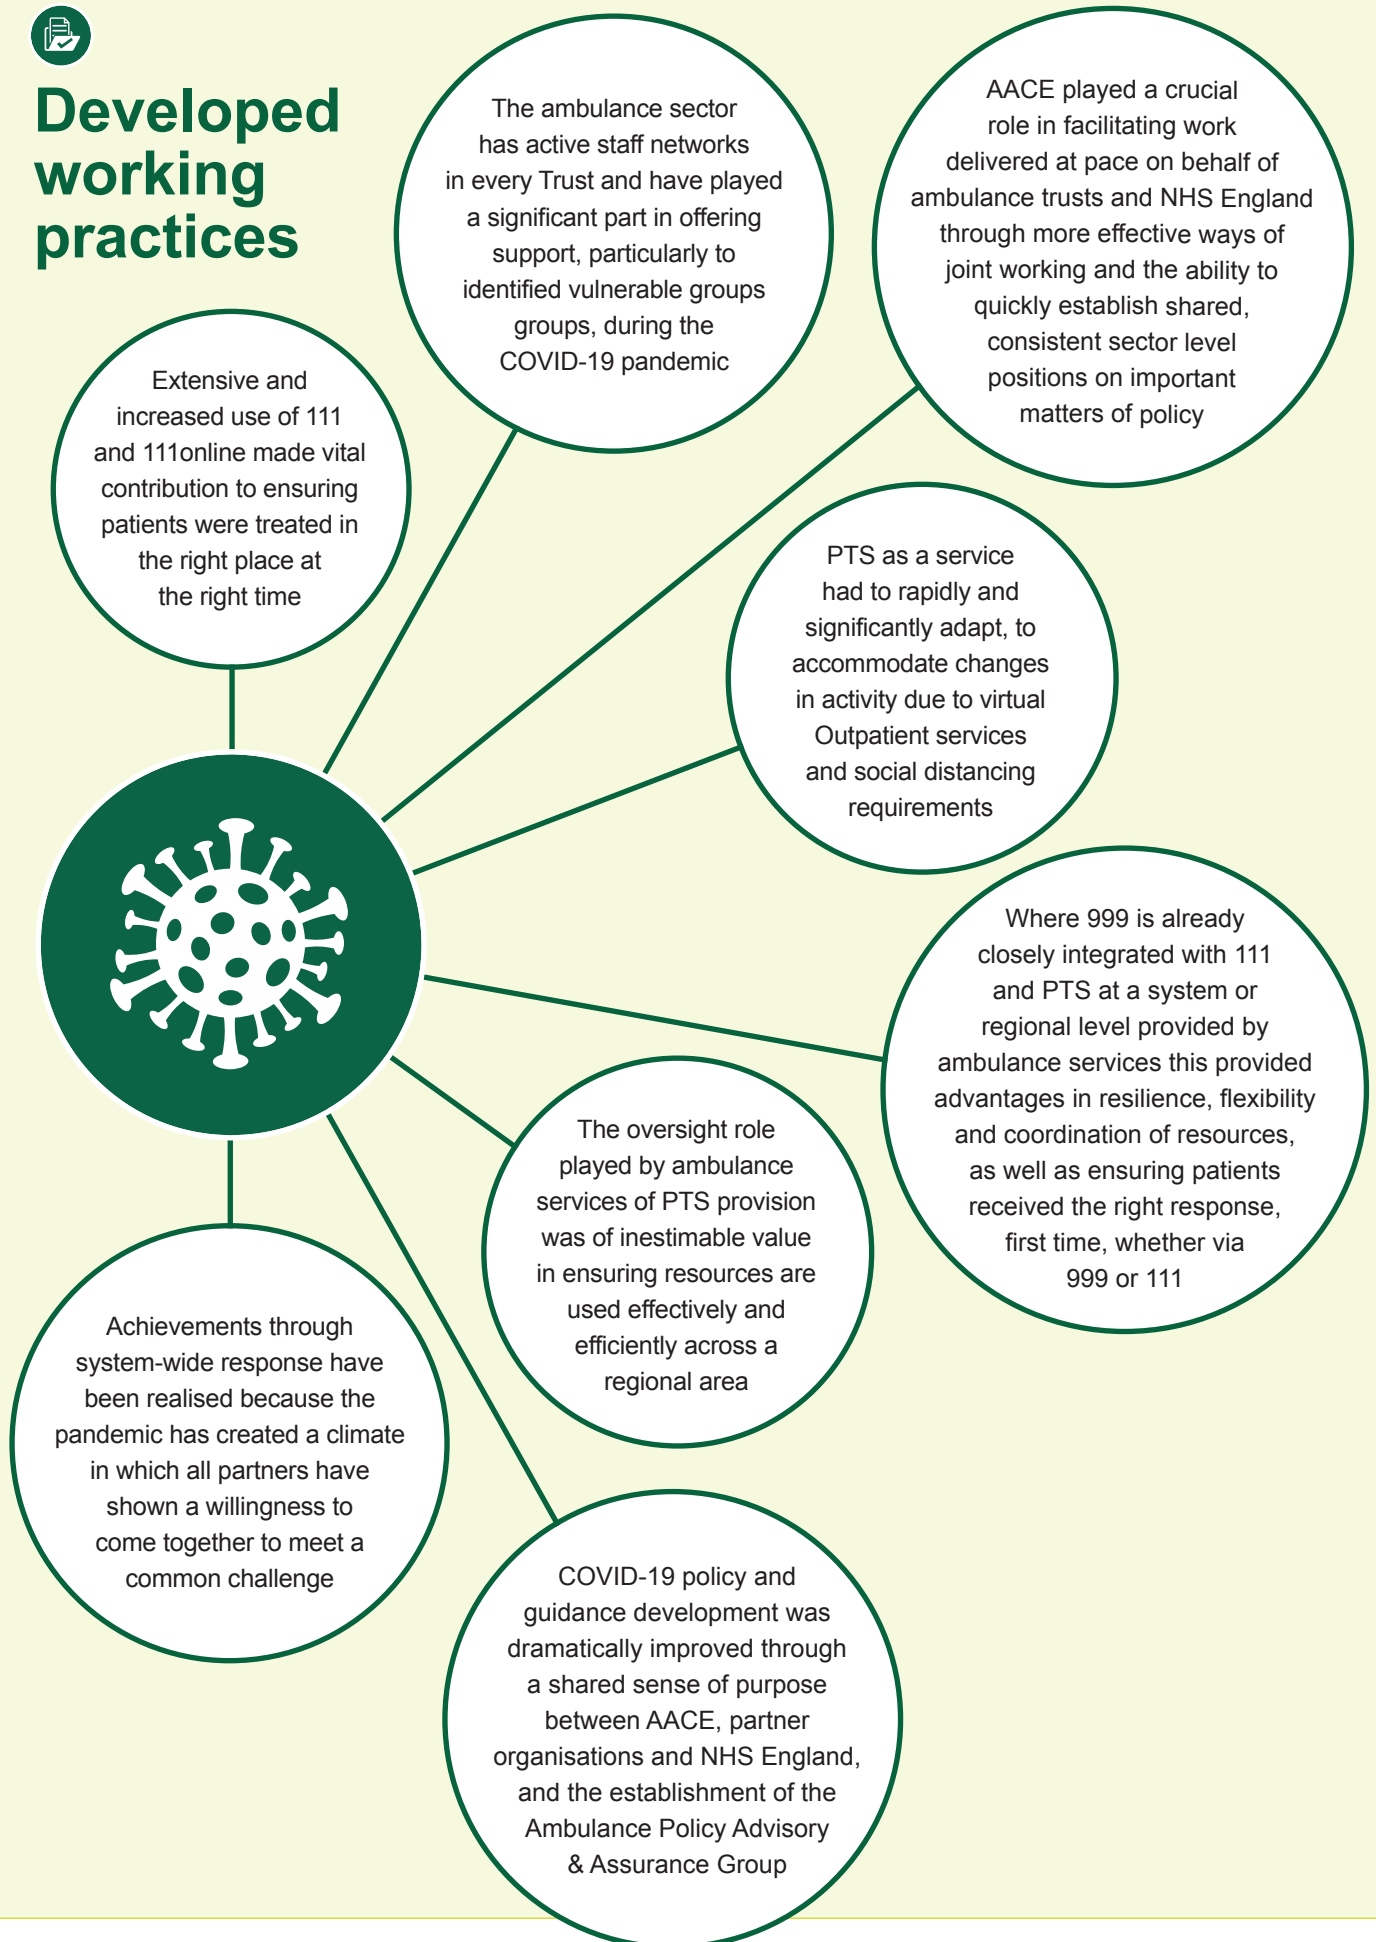 Developed
working
practices
The ambulance sector
has active staff networks
in every Trust and have played
a significant part in offering
support, particularly to
identified vulnerable groups
groups, during the
COVID-19 pandemic
AACE played a crucial
role in facilitating work
delivered at pace on behalf of
ambulance trusts and NHS England
through more effective ways of
joint working and the ability to
quickly establish shared,
consistent sector level
positions on important
matters of policy
Extensive and
increased use of 111
and 111online made vital
contribution to ensuring
patients were treated in
the right place at
the right time
PTS as a service
had to rapidly and
significantly adapt, to
accommodate changes
in activity due to virtual
Outpatient services
and social distancing
requirements
Where 999 is already
closely integrated with 111
and PTS at a system or
regional level provided by
ambulance services this provided
advantages in resilience, flexibility
and coordination of resources,
as well as ensuring patients
received the right response,
first time, whether via
999 or 111
The oversight role
played by ambulance
services of PTS provision
was of inestimable value
in ensuring resources are
used effectively and
efficiently across a
regional area
Achievements through
system-wide response have
been realised because the
pandemic has created a climate
in which all partners have
shown a willingness to
come together to meet a
common challenge
COVID-19 policy and
guidance development was
dramatically improved through
a shared sense of purpose
between AACE, partner
organisations and NHS England,
and the establishment of the
Ambulance Policy Advisory
& Assurance Group